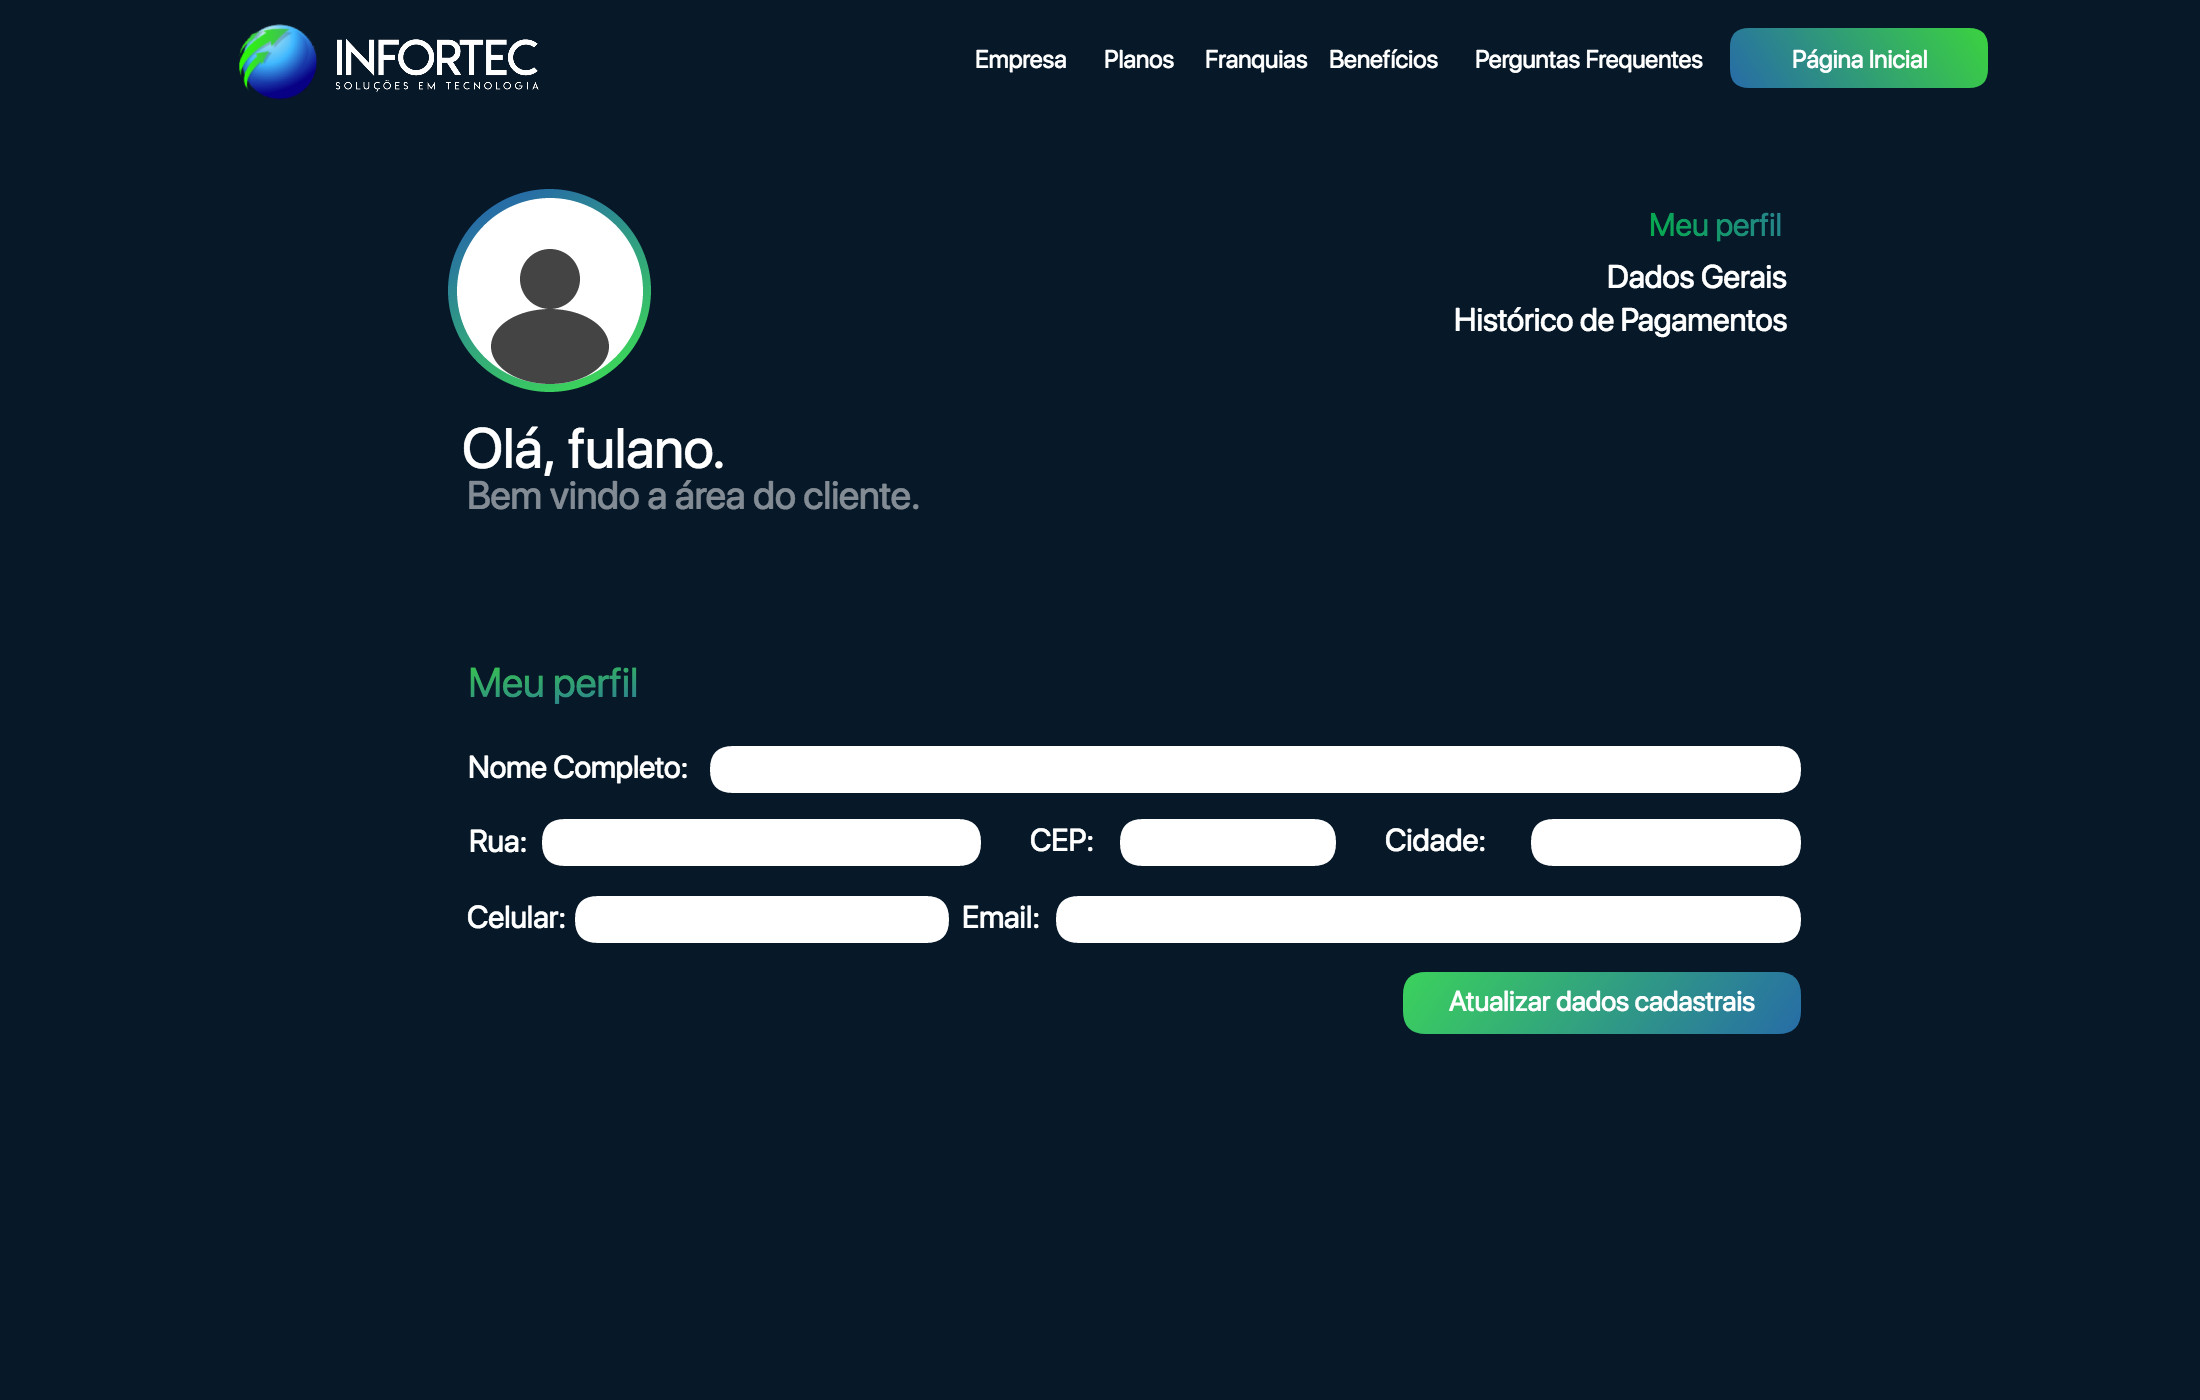 INFORTEC
SOLUÇÕES EM TECNOLOGIA
Empresa Planos Franquias Benefícios Perguntas Frequentes Página Inicial
Meu perfil
Dados Gerais
Histórico de Pagamentos
Olá, fulano.
Bem vindo a área do cliente.
Meu perfil
Nome Completo:
Rua: CEP: Cidade:
Celular: Email:
Atualizar dados cadastrais